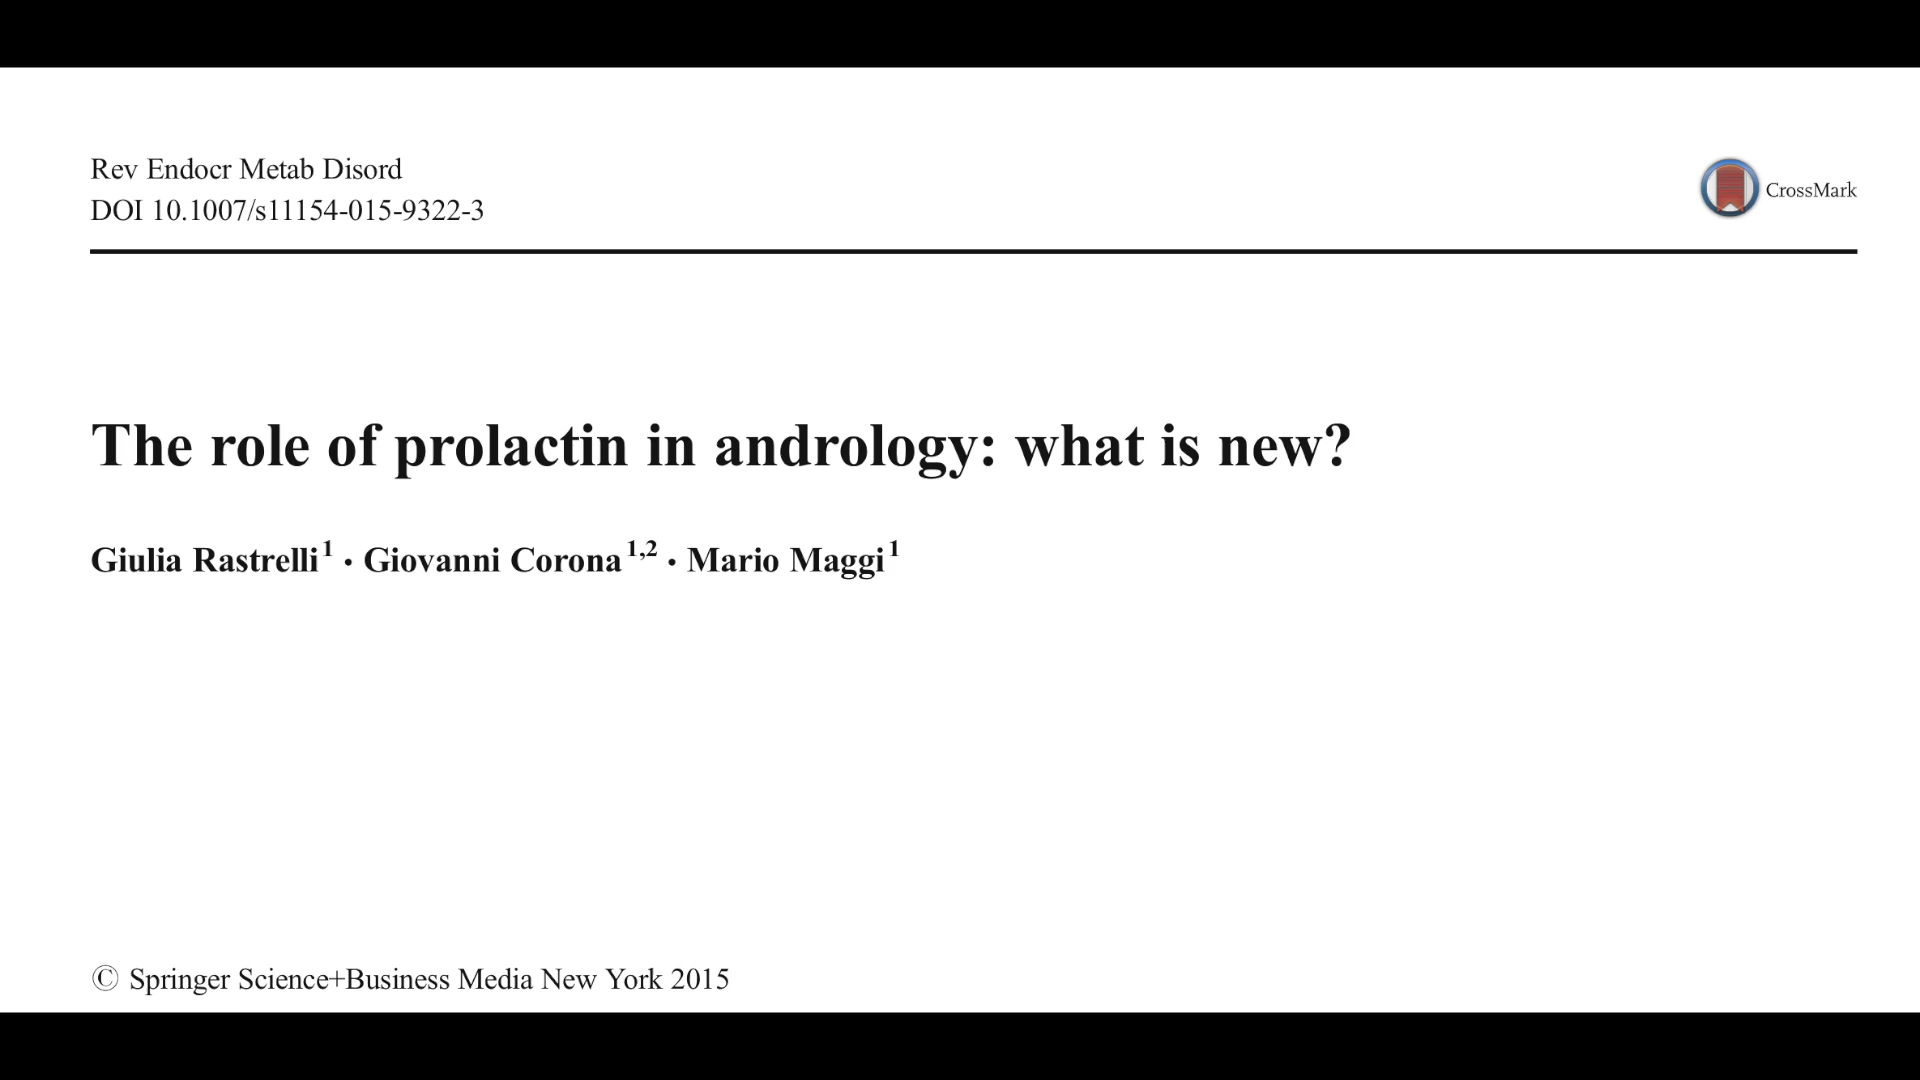 Rev Endocr Metab Disord
DOI 10.1007/s11154-015-9322-3
CrossMark
The role of prolactin in andrology: what is new?
Giulia Rastrelli1 · Giovanni Corona1,2 · Mario Maggi1
© Springer Science+Business Media New York 2015